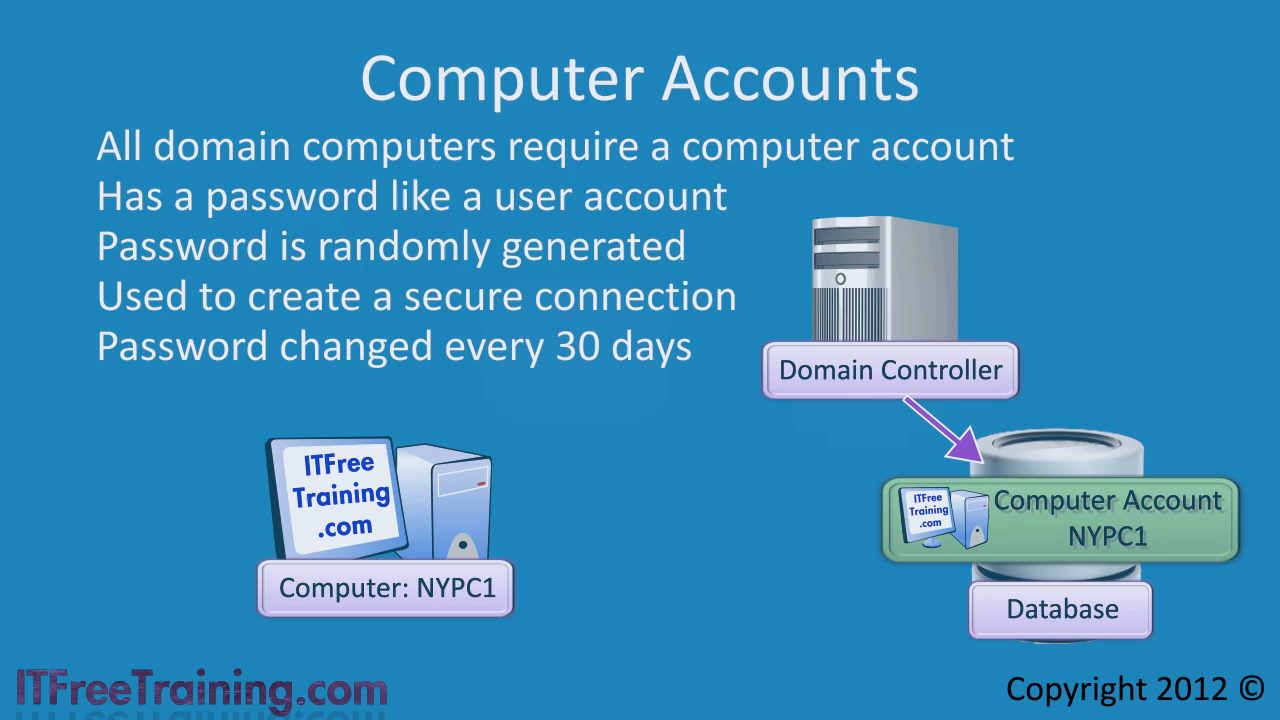 Computer Accounts
All domain computers require a computer account
Has a password like a user account
Password is randomly generated
Used to create a secure connection
Password changed every 30 days
Domain Controller
ITFree
Training
.com
Computer: NYPC1
ITFree
Training
.com
Computer Account
NYPC1
Database
ITFreeTraining.com
Copyright 2012 ©